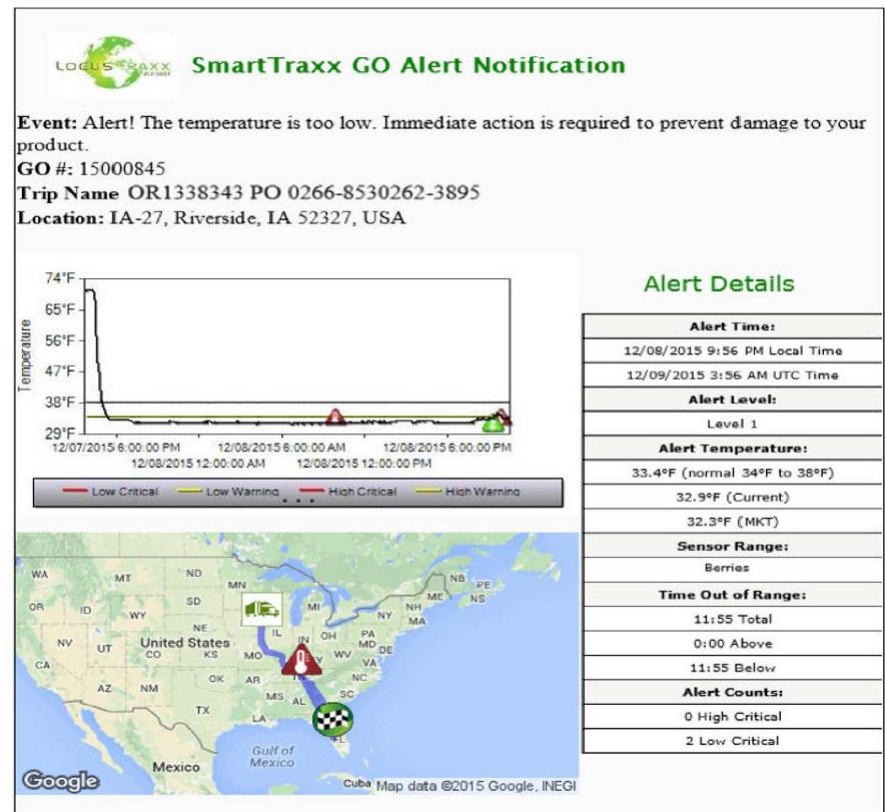 LOCUS TRAXX
SmartTraxx GO Alert Notification
Event: Alert! The temperature is too low. Immediate action is required to prevent damage to your
product.
GO #: 15000845
Trip Name OR1338343 PO 0266-8530262-3895
Location: IA-27, Riverside, IA 52327, USA
74°F
65°F
56°F
47°F
38°F
29°F
Temperature
12/07/2015 6:00:00 PM 12/08/2015 6:00:00 AM 12/08/2015 6:00:00 PM
12/08/2015 12:00:00 AM 12/08/2015 12:00:00 PM
Low Critical Low Warning High Critical High Warning
Alert Details
Alert Time:
12/08/2015 9:56 PM Local Time
12/09/2015 3:56 AM UTC Time
Alert Level:
Level 1
Alert Temperature:
33.4°F (normal 34°F to 38°F)
32.9°F (Current)
32.3°F (MKT)
Sensor Range:
Berries
Time Out of Range:
11:55 Total
0:00 Above
11:55 Below
Alert Counts:
0 High Critical
2 Low Critical
WA MT ND MN NB PE
OR ID WY SD MI ME NS
NH
NY MA
NV UT United States NE IL IN OH PA
CO KS MO WV MD DE
CA VA
AZ NM OK AR NC
MS AL SC
TX LA
Gulf of
Mexico
Mexico
Cuba
Google
Map data ©2015 Google, INEGI